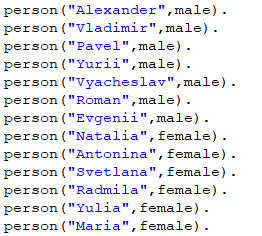 person("Alexander",male).
person("Vladimir",male).
person("Pavel",male).
person("Yurii",male).
person("Vyacheslav",male).
person("Roman",male).
person("Evgenii",male).
person("Natalia",female).
person("Antonina",female).
person("Svetlana",female).
person("Radmila",female).
person("Yulia",female).
person("Maria",female).